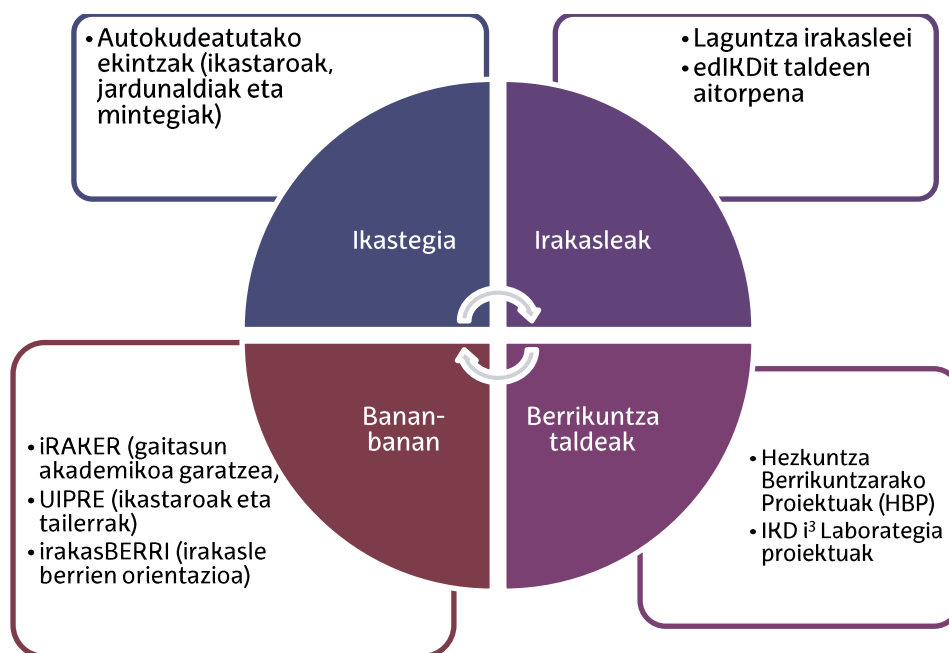 • Autokudeatutako
ekintzak (ikastaroak,
jardunaldiak eta
mintegiak)
• Laguntza irakasleei
• edIKDit taldeen
aitorpena
Ikastegia
Irakasleak
Banan-
banan
Berrikuntza
taldeak
• iRAKER (gaitasun
akademikoa garatzea,
• UIPRE (ikastaroak eta
tailerrak)
• irakasBERRI (irakasle
berrien orientazioa)
• Hezkuntza
Berrikuntzarako
Proiektuak (HBP)
• IKD i³ Laborategia
proiektuak